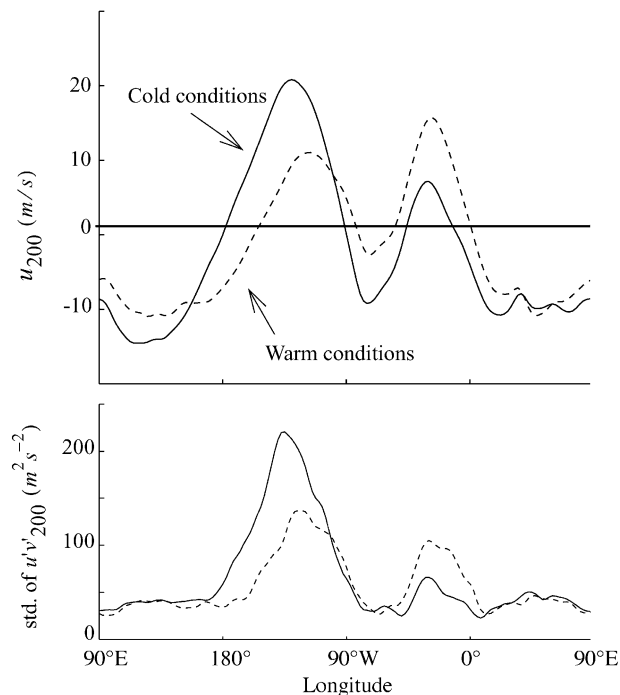 20
Cold conditions
10
0
u200 (m/s)
-10
Warm conditions
200
100
0
std. of u'v'200 (m²s⁻²)
90°E 180° 90°W 0° 90°E
Longitude